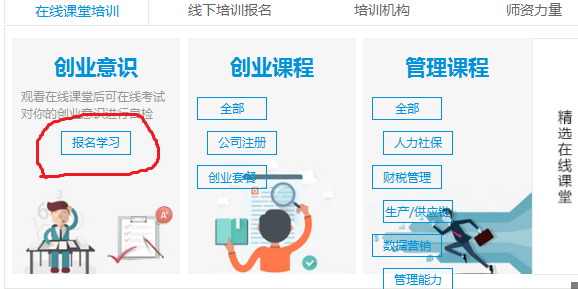 在线课堂培训 线下培训报名 培训机构 师资力量
创业意识
观看在线课堂后可在线考试
对你的创业意识进行自检
报名学习
A+
创业课程
全部
公司注册
创业套餐
管理课程
全部
人力社保
财税管理
生产/供应链
数据营销
管理能力
精选在线课堂